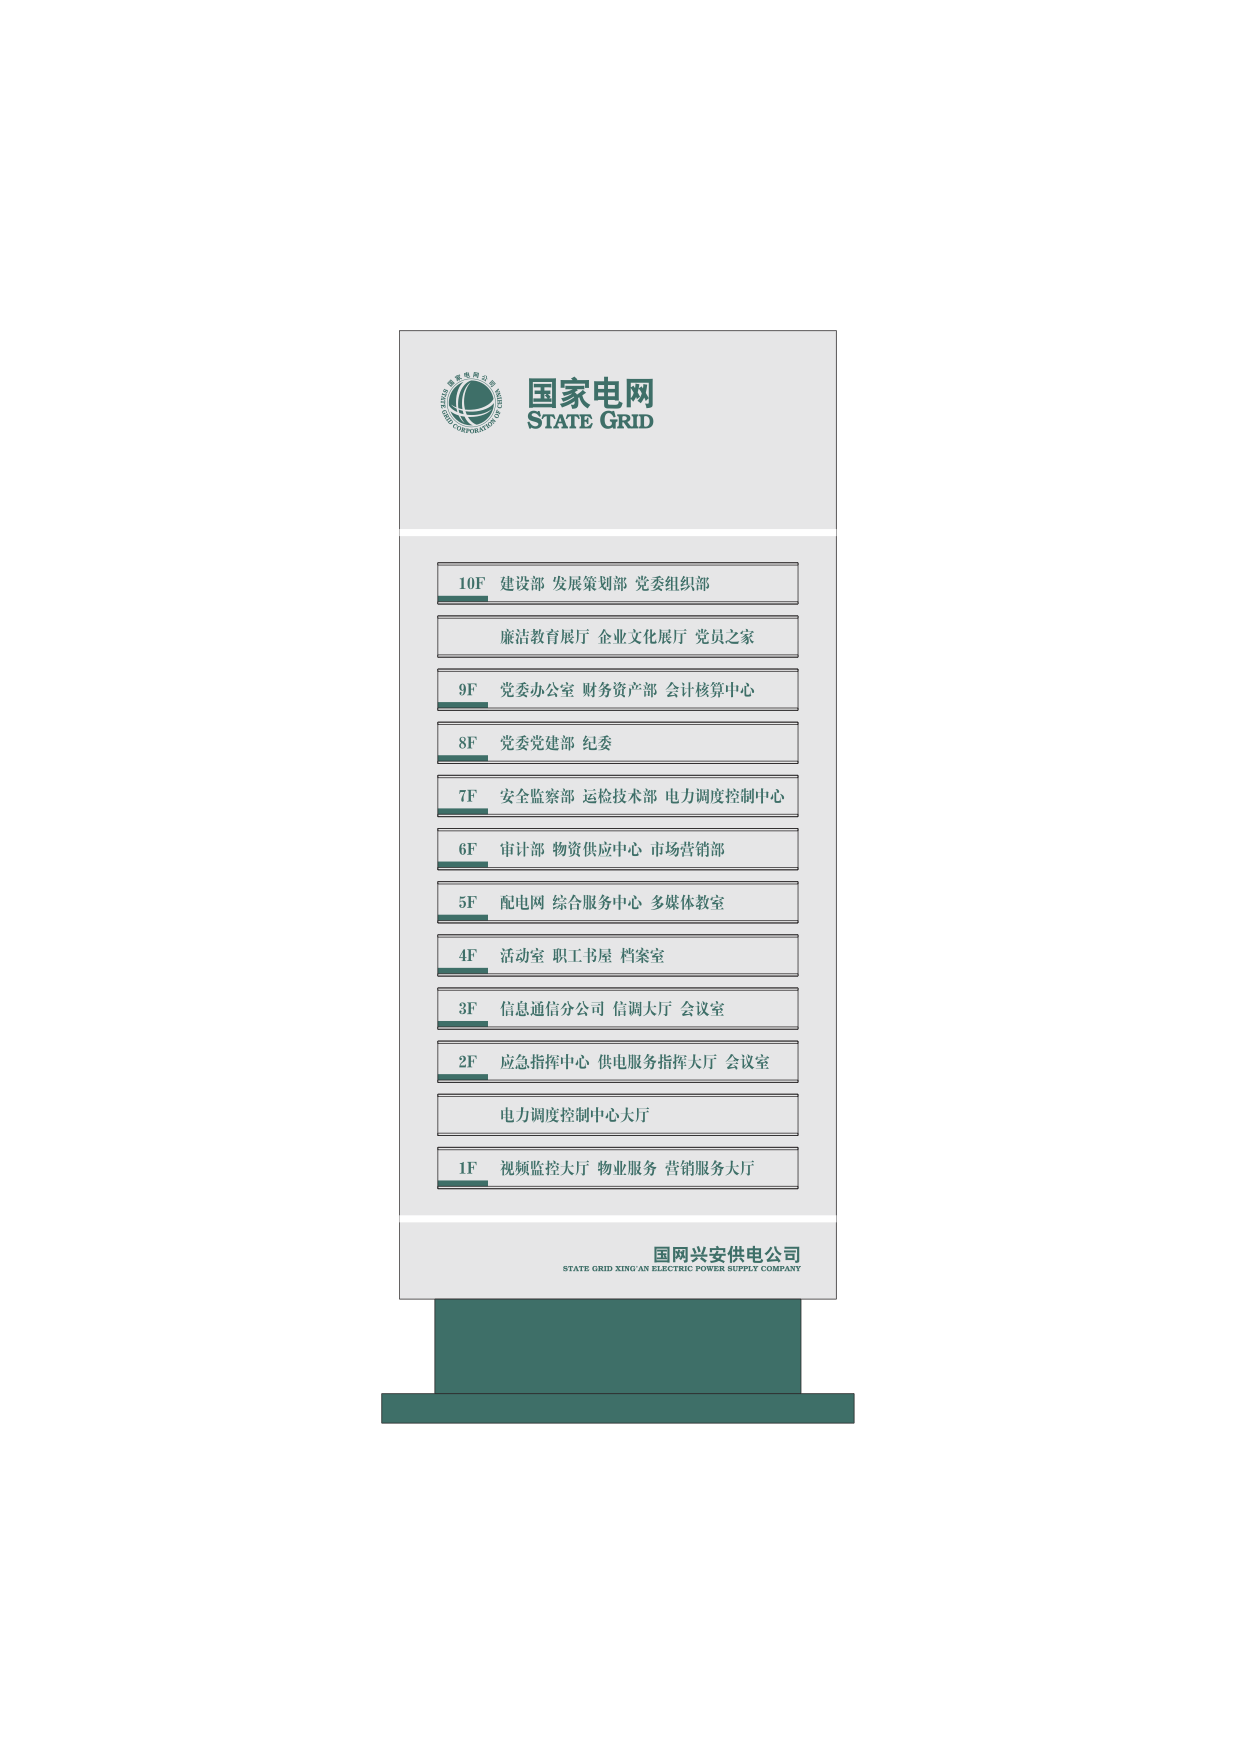 国家电网公司
STATE GRID CORPORATION OF CHINA
国家电网
STATE GRID
10F 建设部 发展策划部 党委组织部
廉洁教育展厅 企业文化展厅 党员之家
9F 党委办公室 财务资产部 会计核算中心
8F 党委党建部 纪委
7F 安全监察部 运检技术部 电力调度控制中心
6F 审计部 物资供应中心 市场营销部
5F 配电网 综合服务中心 多媒体教室
4F 活动室 职工书屋 档案室
3F 信息通信分公司 信调大厅 会议室
2F 应急指挥中心 供电服务指挥大厅 会议室
电力调度控制中心大厅
1F 视频监控大厅 物业服务 营销服务大厅
国网兴安供电公司
STATE GRID XING'AN ELECTRIC POWER SUPPLY COMPANY